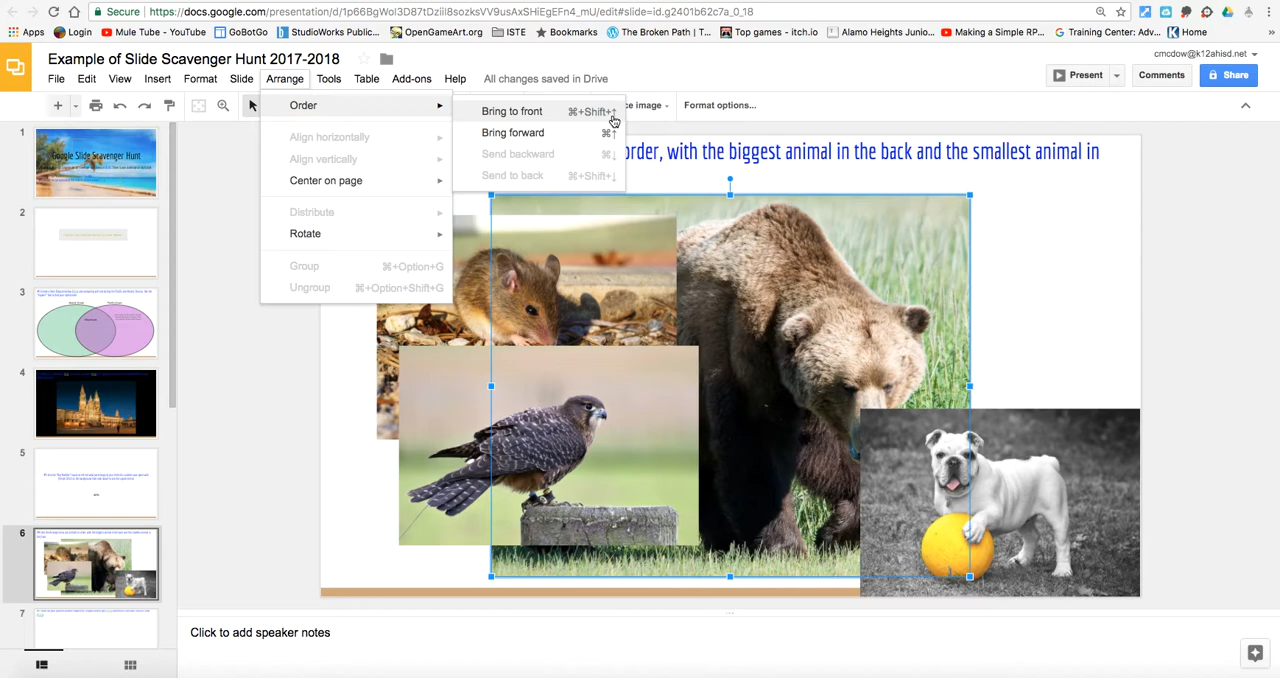 Secure https://docs.google.com/presentation/d/1p66BgWol3D87tDziil8sozksVV9usAxSHiEgEFn4_mU/edit#slide=id.g2401b62c7a_0_18
Apps Login Mule Tube - YouTube GoBotGo StudioWorks Public... OpenGameArt.org ISTE Bookmarks The Broken Path | T... Top games - itch.io Alamo Heights Junio... Making a Simple RP... Training Center: Adv... Home »
Example of Slide Scavenger Hunt 2017-2018
cmcdow@k12ahisd.net
File Edit View Insert Format Slide Arrange Tools Table Add-ons Help All changes saved in Drive
Present Comments Share
Order
ce image Format options...
Bring to front ⌘+Shift+↑
Bring forward ⌘↑
Send backward ⌘↓
Send to back ⌘+Shift+↓
Align horizontally
Align vertically
Center on page
Distribute
Rotate
Group ⌘+Option+G
Ungroup ⌘+Option+Shift+G
order, with the biggest animal in the back and the smallest animal in
1
Google Slide Scavenger Hunt
2
3
4
5
6
7
Click to add speaker notes